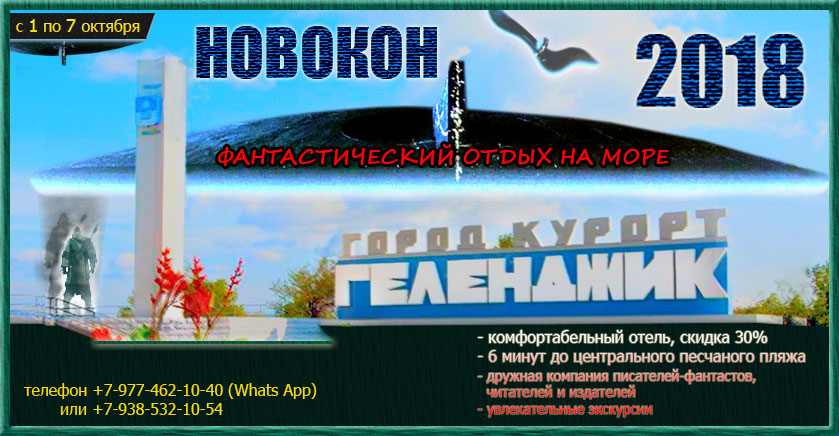 с 1 по 7 октября
НОВОКОН
2018
ФАНТАСТИЧЕСКИЙ ОТДЫХ НА МОРЕ
ГОРОД КУРОРТ
ГЕЛЕНДЖИК
- комфортабельный отель, скидка 30%
- 6 минут до центрального песчаного пляжа
- дружная компания писателей-фантастов,
читателей и издателей
- увлекательные экскурсии
телефон +7-977-462-10-40 (Whats App)
или +7-938-532-10-54